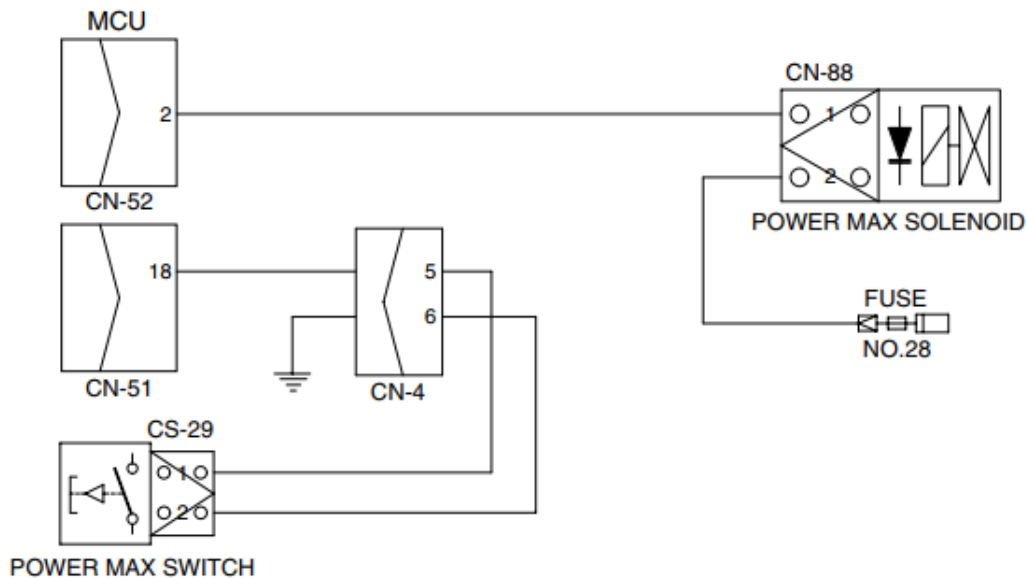 MCU
2
CN-52
CN-88
1
2
POWER MAX SOLENOID
FUSE
NO.28
18
CN-51
5
6
CN-4
CS-29
1
2
POWER MAX SWITCH